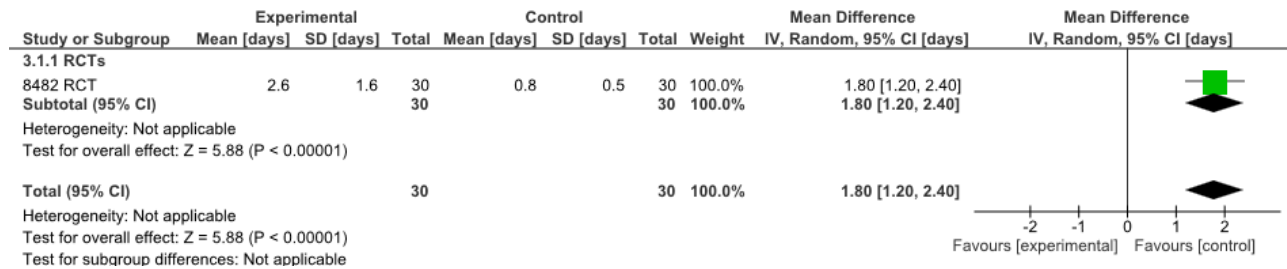 Experimental Control Mean Difference Mean Difference
Study or Subgroup Mean [days] SD [days] Total Mean [days] SD [days] Total Weight IV, Random, 95% CI [days] IV, Random, 95% CI [days]
3.1.1 RCTs
8482 RCT 2.6 1.6 30 0.8 0.5 30 100.0% 1.80 [1.20, 2.40]
Subtotal (95% CI) 30 30 100.0% 1.80 [1.20, 2.40]
Heterogeneity: Not applicable
Test for overall effect: Z = 5.88 (P < 0.00001)
Total (95% CI) 30 30 100.0% 1.80 [1.20, 2.40]
Heterogeneity: Not applicable
Test for overall effect: Z = 5.88 (P < 0.00001)
Test for subgroup differences: Not applicable
-2 -1 0 1 2
Favours [experimental] Favours [control]